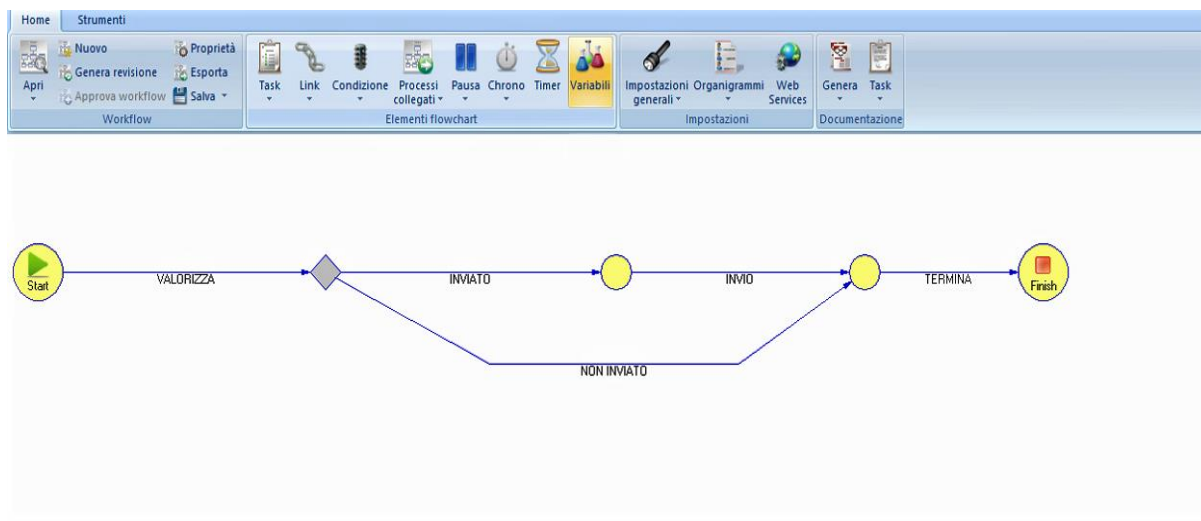 Home Strumenti
Nuovo Proprietà
Genera revisione Esporta
Apri Approva workflow Salva
Workflow
Task Link Condizione Processi collegati Pausa Chrono Timer Variabili
Elementi flowchart
Impostazioni generali Organigrammi Web Services
Impostazioni
Genera Task
Documentazione
Start VALORIZZA INVIATO INVIO TERMINA Finish
NON INVIATO